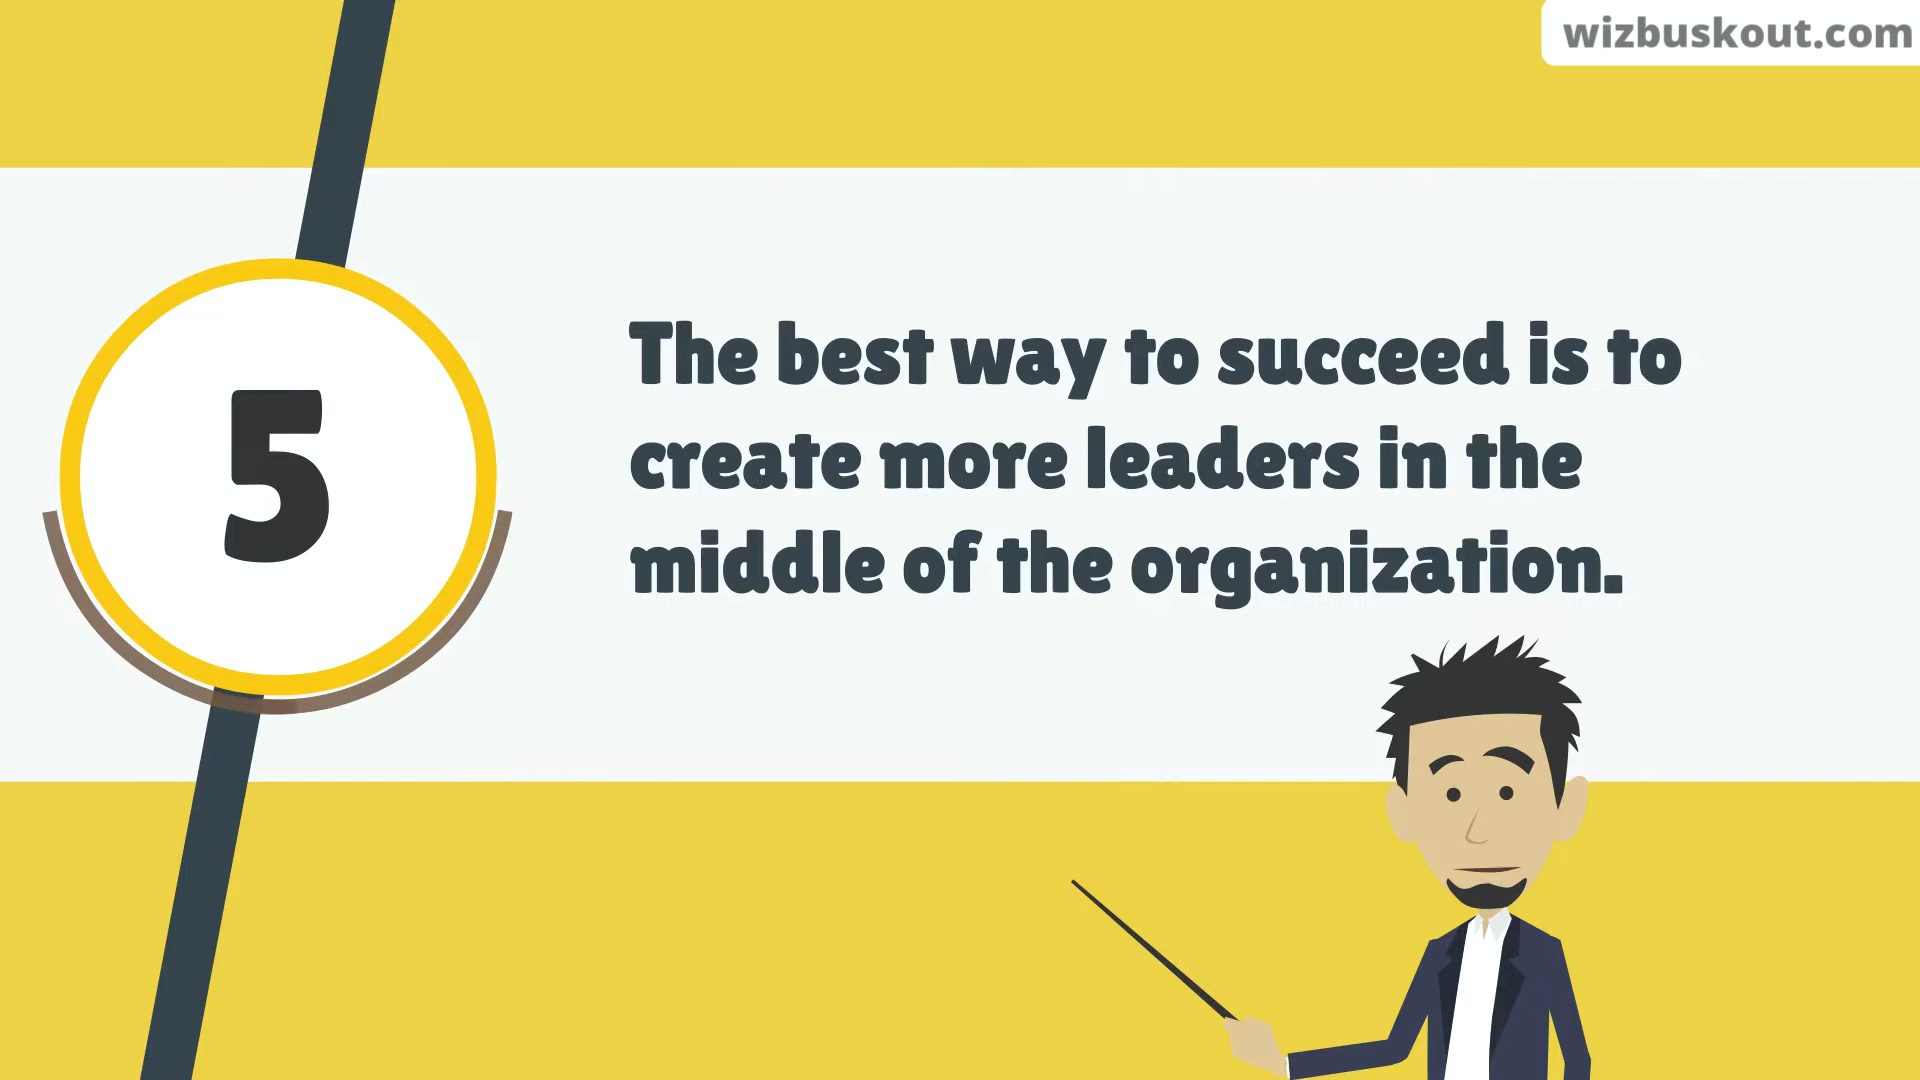 wizbuskout.com
5
The best way to succeed is to
create more leaders in the
middle of the organization.